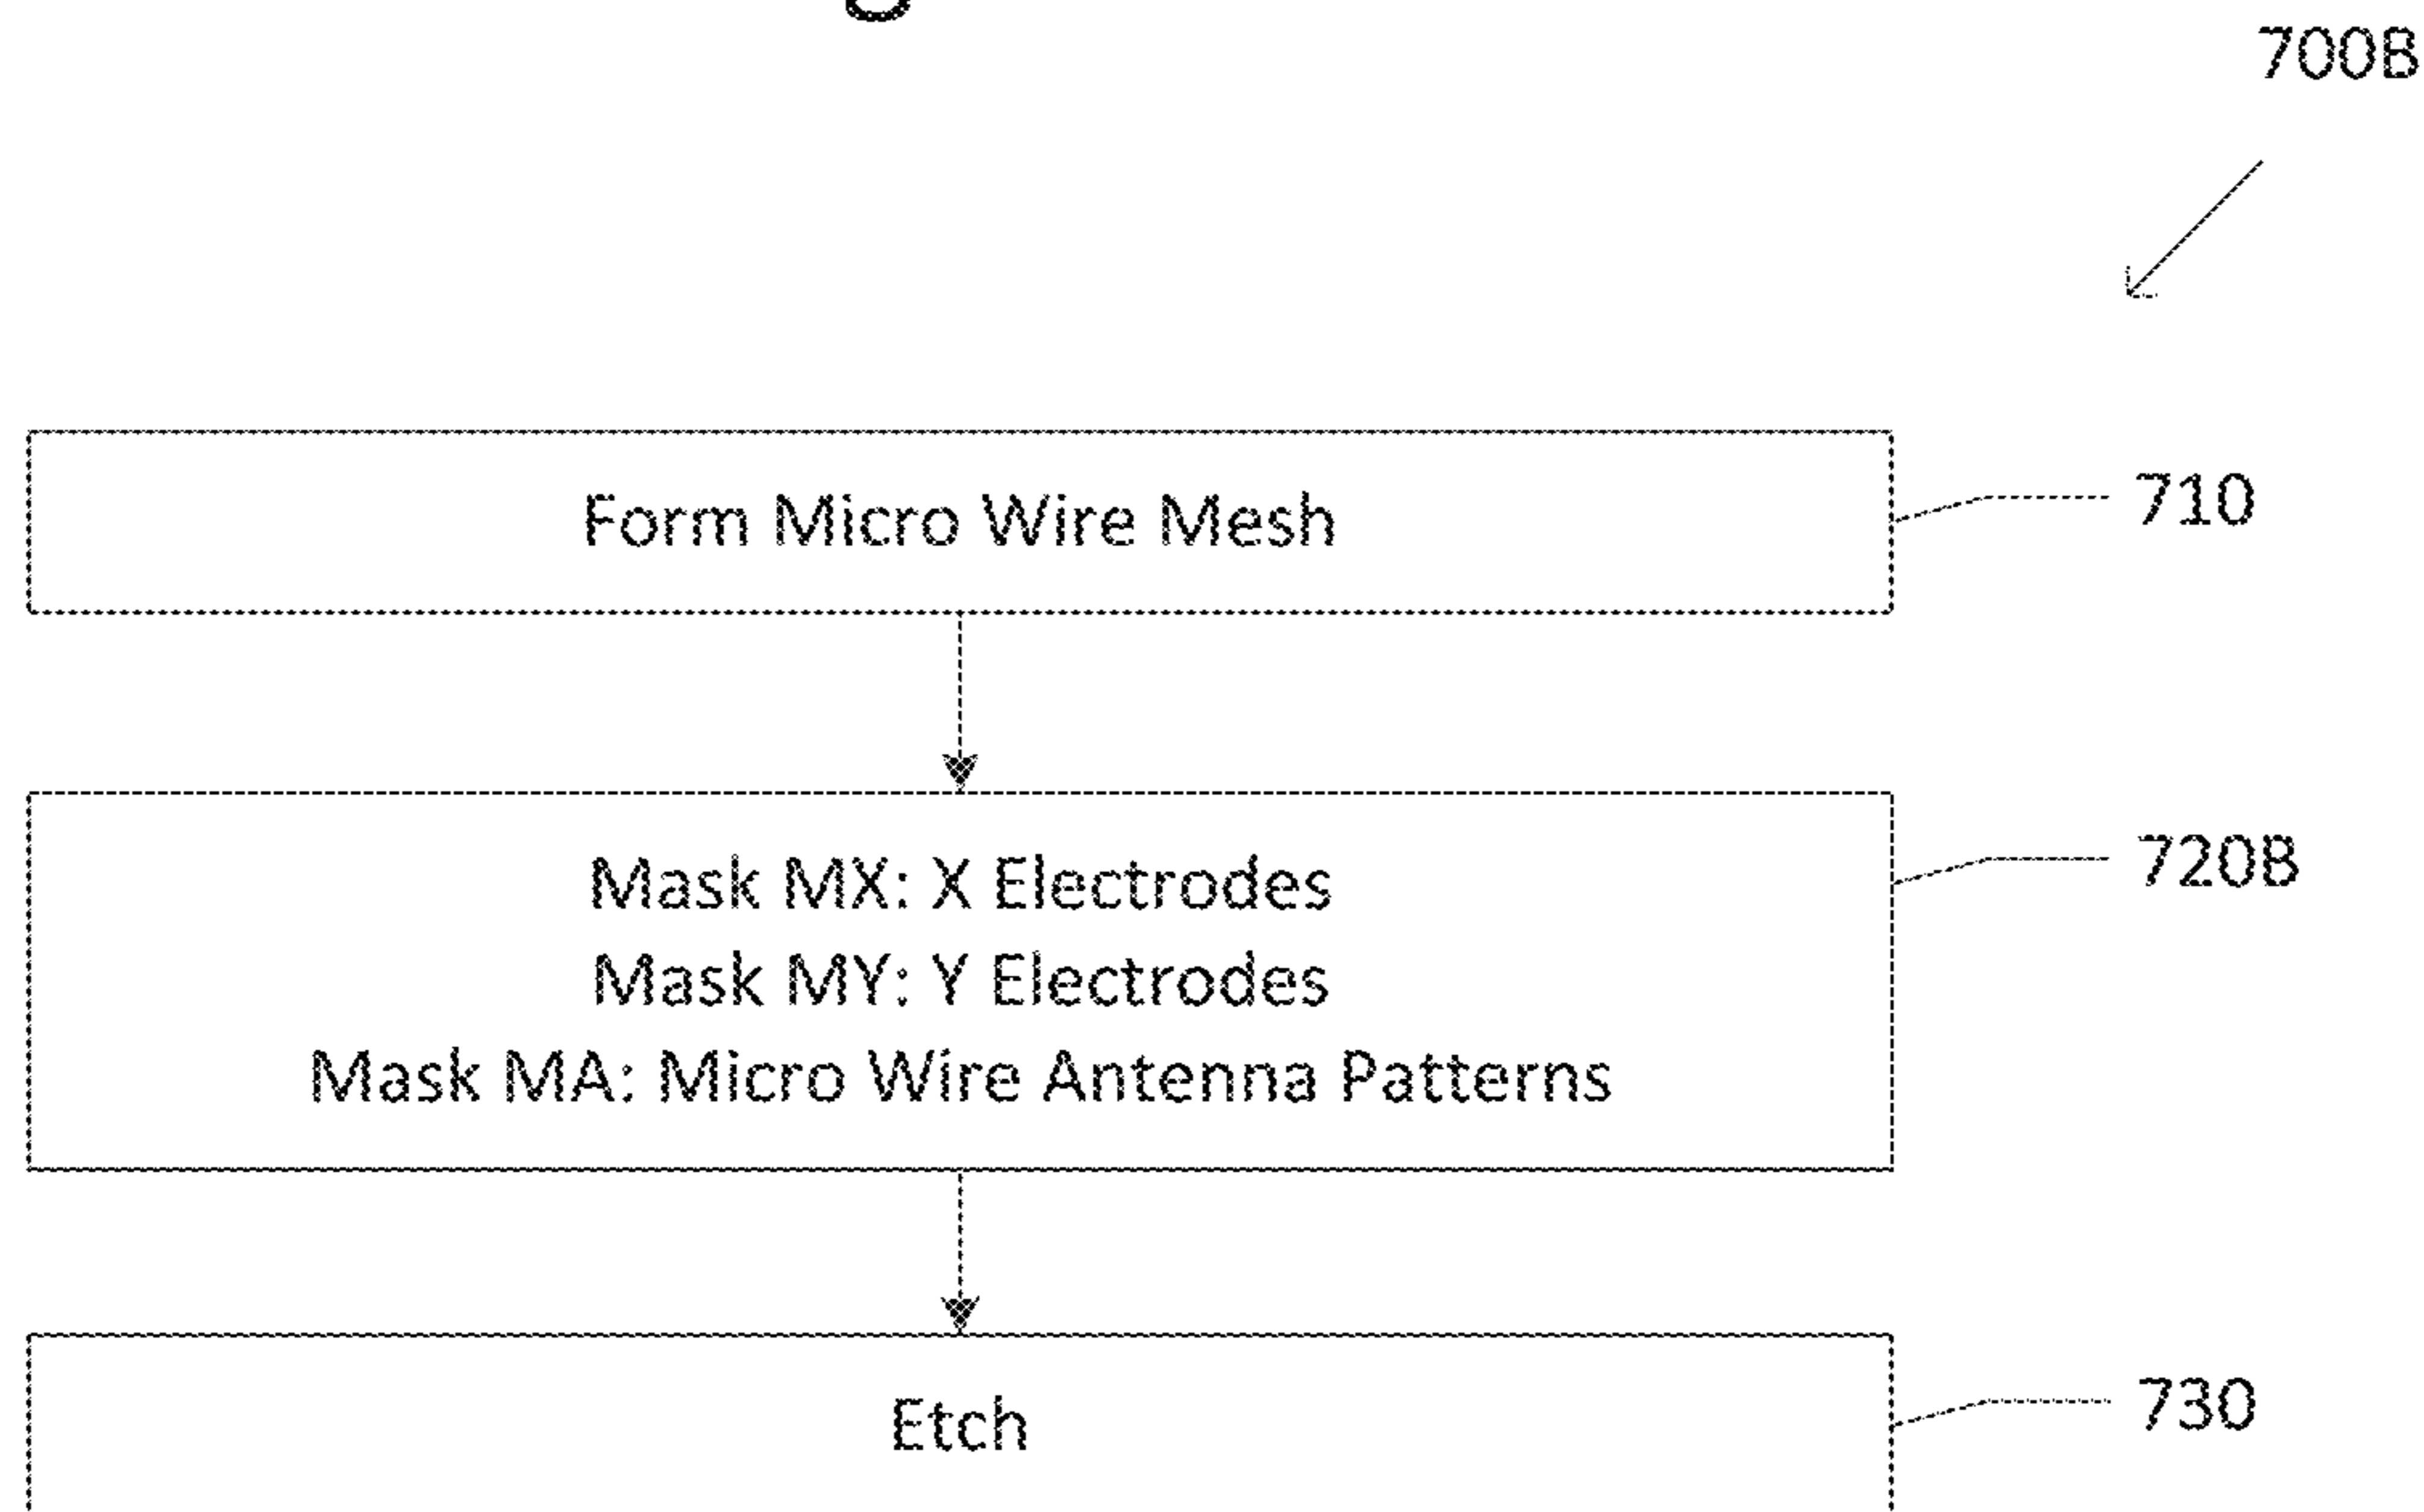 700B
Form Micro Wire Mesh
710
Mask MX: X Electrodes
Mask MY: Y Electrodes
Mask MA: Micro Wire Antenna Patterns
720B
Etch
730